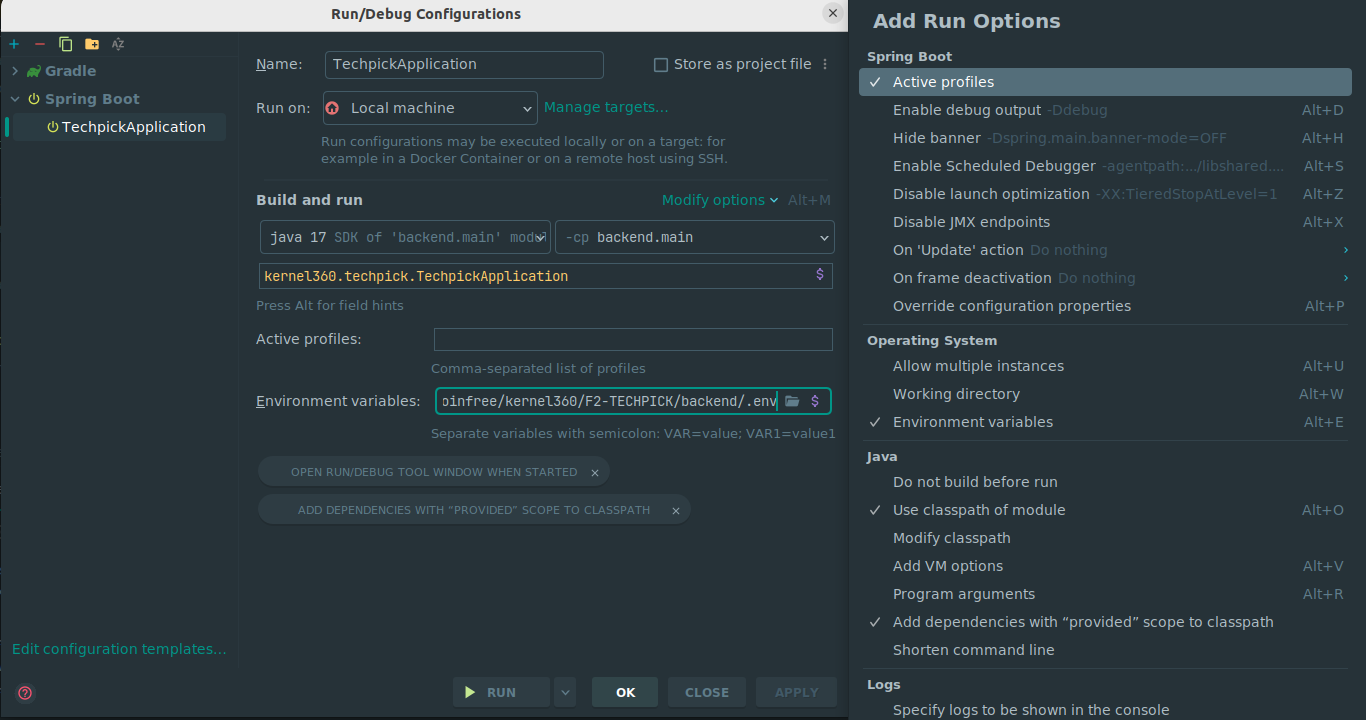 Run/Debug Configurations
Gradle
Spring Boot
TechpickApplication
Edit configuration templates...
Name:
TechpickApplication
Store as project file
Run on:
Local machine
Manage targets...
Run configurations may be executed locally or on a target: for
example in a Docker Container or on a remote host using SSH.
Build and run
Modify options
Alt+M
java 17 SDK of 'backend.main' modul
-cp backend.main
kernel360.techpick.TechpickApplication
Press Alt for field hints
Active profiles:
Comma-separated list of profiles
Environment variables:
oinfree/kernel360/F2-TECHPICK/backend/.env
Separate variables with semicolon: VAR=value; VAR1=value1
OPEN RUN/DEBUG TOOL WINDOW WHEN STARTED
ADD DEPENDENCIES WITH “PROVIDED” SCOPE TO CLASSPATH
RUN
OK
CLOSE
APPLY
Add Run Options
Spring Boot
Active profiles
Enable debug output -Ddebug Alt+D
Hide banner -Dspring.main.banner-mode=OFF Alt+H
Enable Scheduled Debugger -agentpath:.../libshared.... Alt+S
Disable launch optimization -XX:TieredStopAtLevel=1 Alt+Z
Disable JMX endpoints Alt+X
On 'Update' action Do nothing
On frame deactivation Do nothing
Override configuration properties Alt+P
Operating System
Allow multiple instances Alt+U
Working directory Alt+W
Environment variables Alt+E
Java
Do not build before run
Use classpath of module Alt+O
Modify classpath
Add VM options Alt+V
Program arguments Alt+R
Add dependencies with “provided” scope to classpath
Shorten command line
Logs
Specify logs to be shown in the console